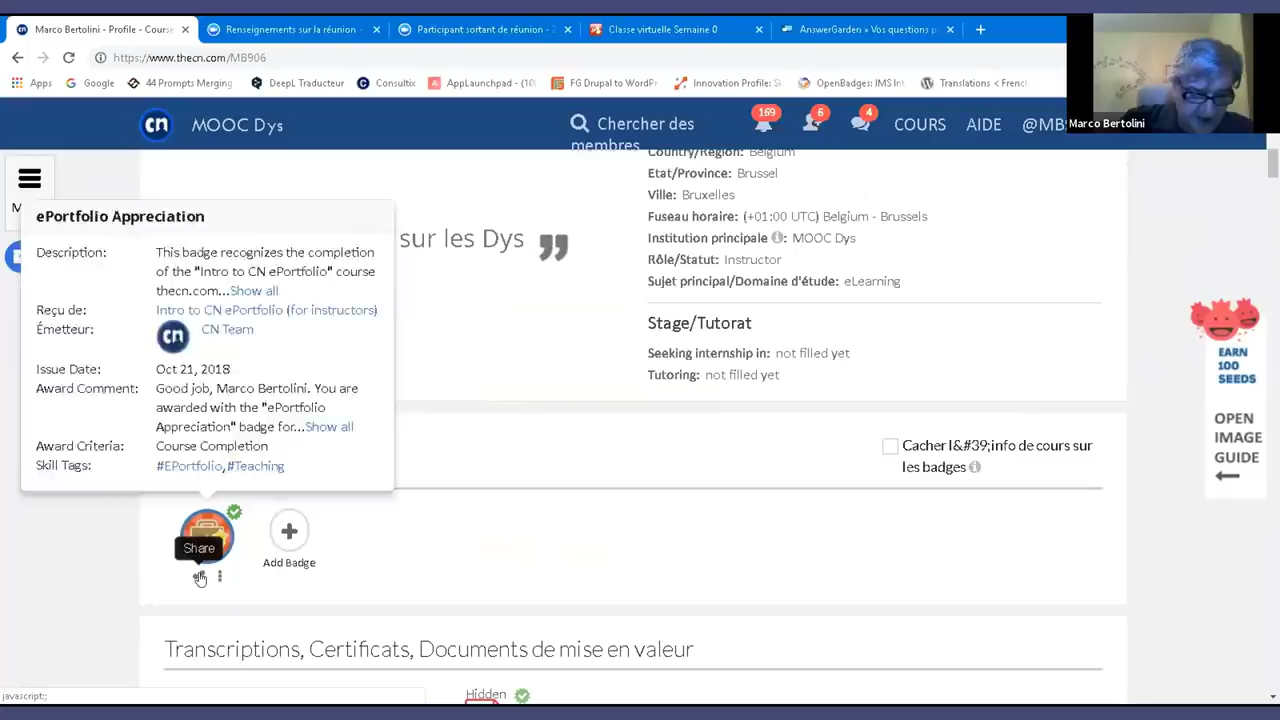 Marco Bertolini - Profile - Course
Renseignements sur la réunion -
Participant sortant de réunion - Z
Classe virtuelle Semaine 0
AnswerGarden » Vos questions p
https://www.thecn.com/MB906
Apps
Google
44 Prompts Merging
DeepL Traducteur
Consultix
AppLaunchpad - (10
FG Drupal to WordPr
Innovation Profile: Sk
OpenBadges: IMS Int
Translations < Frenc
Marco Bertolini
cn
MOOC Dys
Chercher des
membres
169
6
4
COURS
AIDE
@MB
Country/Region: Belgium
Etat/Province: Brussel
Ville: Bruxelles
Fuseau horaire: (+01:00 UTC) Belgium - Brussels
Institution principale : MOOC Dys
Rôle/Statut: Instructor
Sujet principal/Domaine d'étude: eLearning
M
sur les Dys ”
Stage/Tutorat
Seeking internship in: not filled yet
Tutoring: not filled yet
ePortfolio Appreciation
Description: This badge recognizes the completion
of the "Intro to CN ePortfolio" course
thecn.com...Show all
Reçu de: Intro to CN ePortfolio (for instructors)
Émetteur: cn CN Team
Issue Date: Oct 21, 2018
Award Comment: Good job, Marco Bertolini. You are
awarded with the "ePortfolio
Appreciation" badge for...Show all
Award Criteria: Course Completion
Skill Tags: #EPortfolio,#Teaching
Cacher l&#39;info de cours sur
les badges
Share
Add Badge
EARN
100
SEEDS
OPEN
IMAGE
GUIDE
Transcriptions, Certificats, Documents de mise en valeur
Hidden
javascript:;